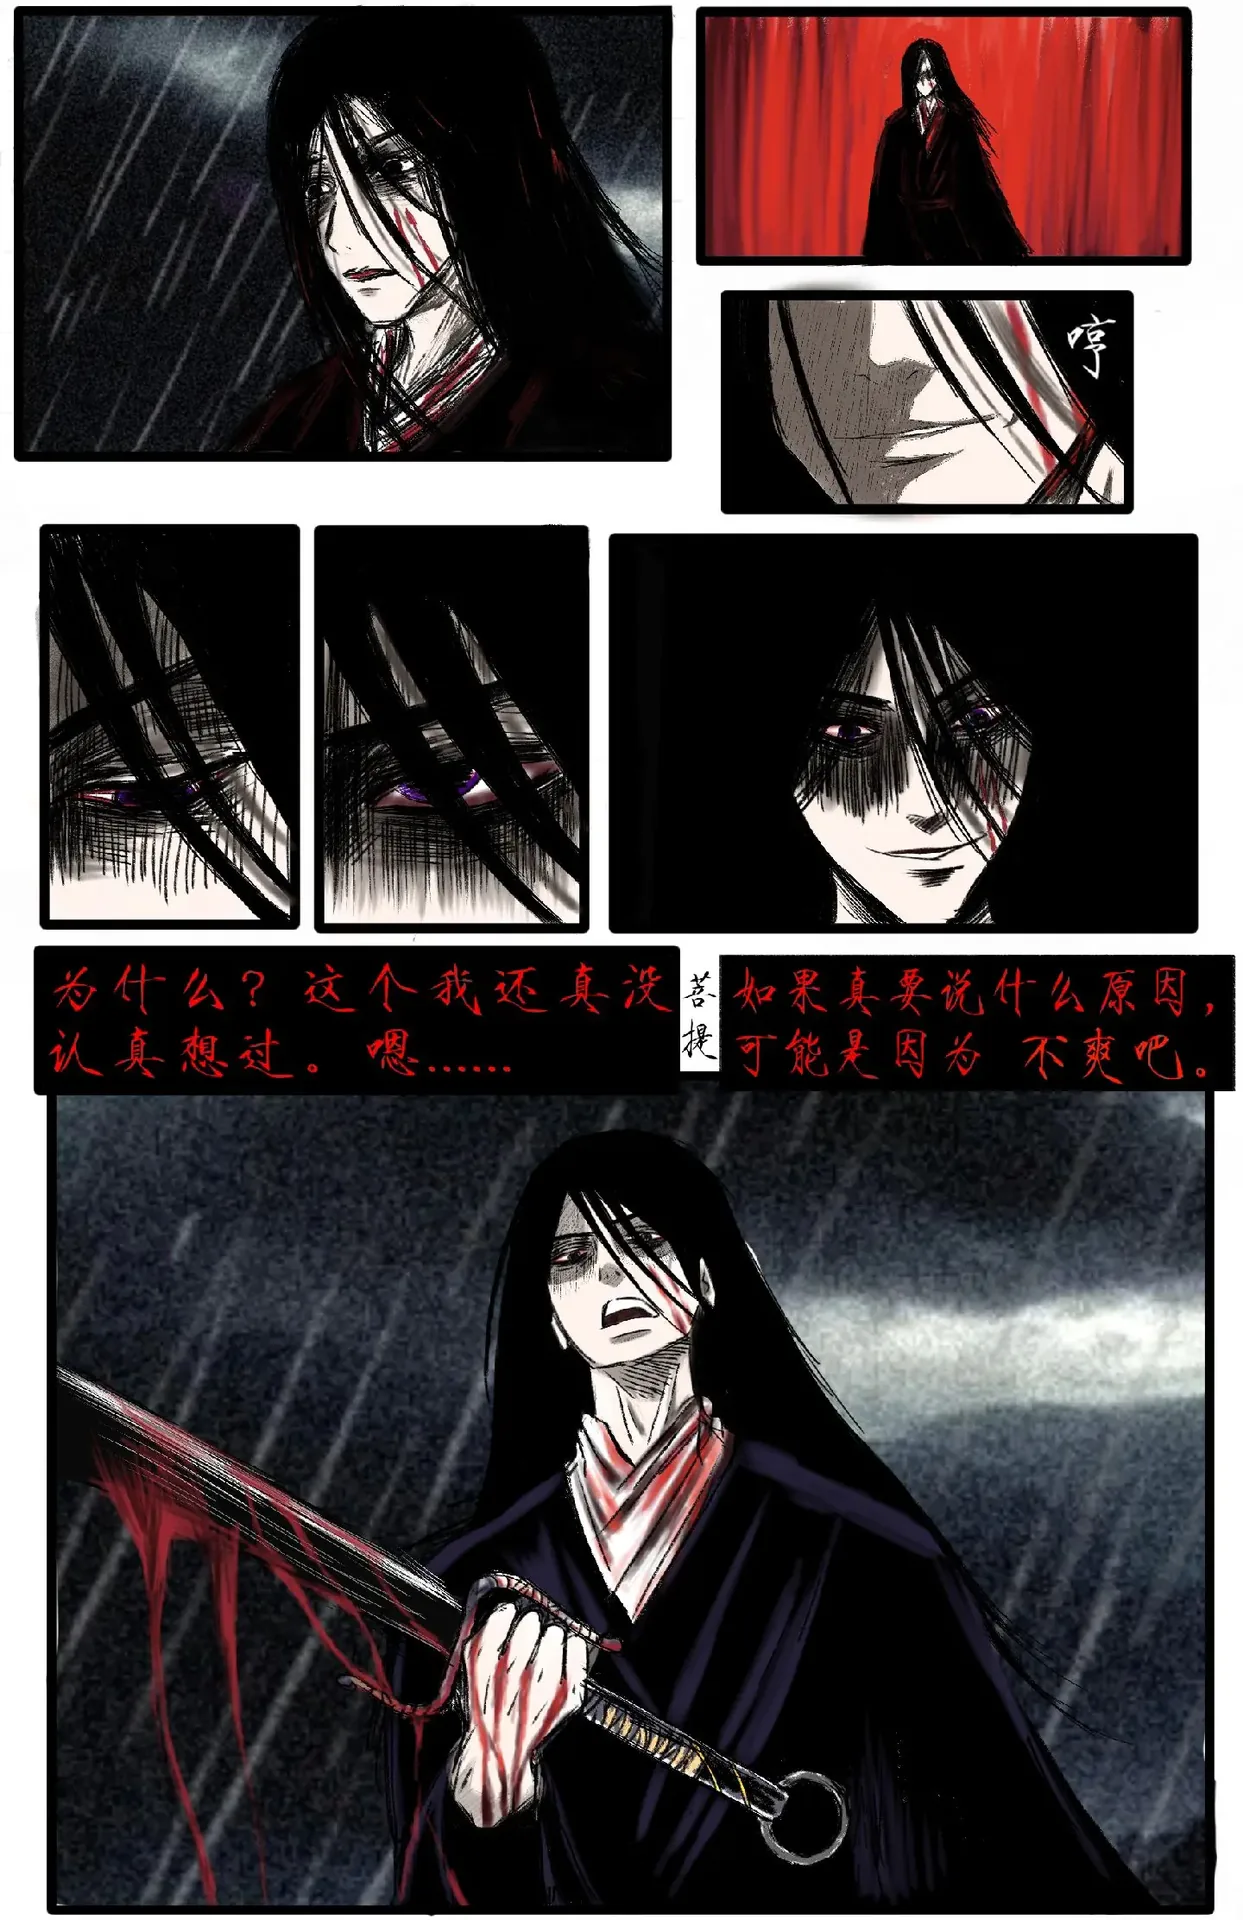 哼
为什么？这个我还真没
认真想过。嗯……
菩提
如果真要说什么原因，
可能是因为 不爽吧。